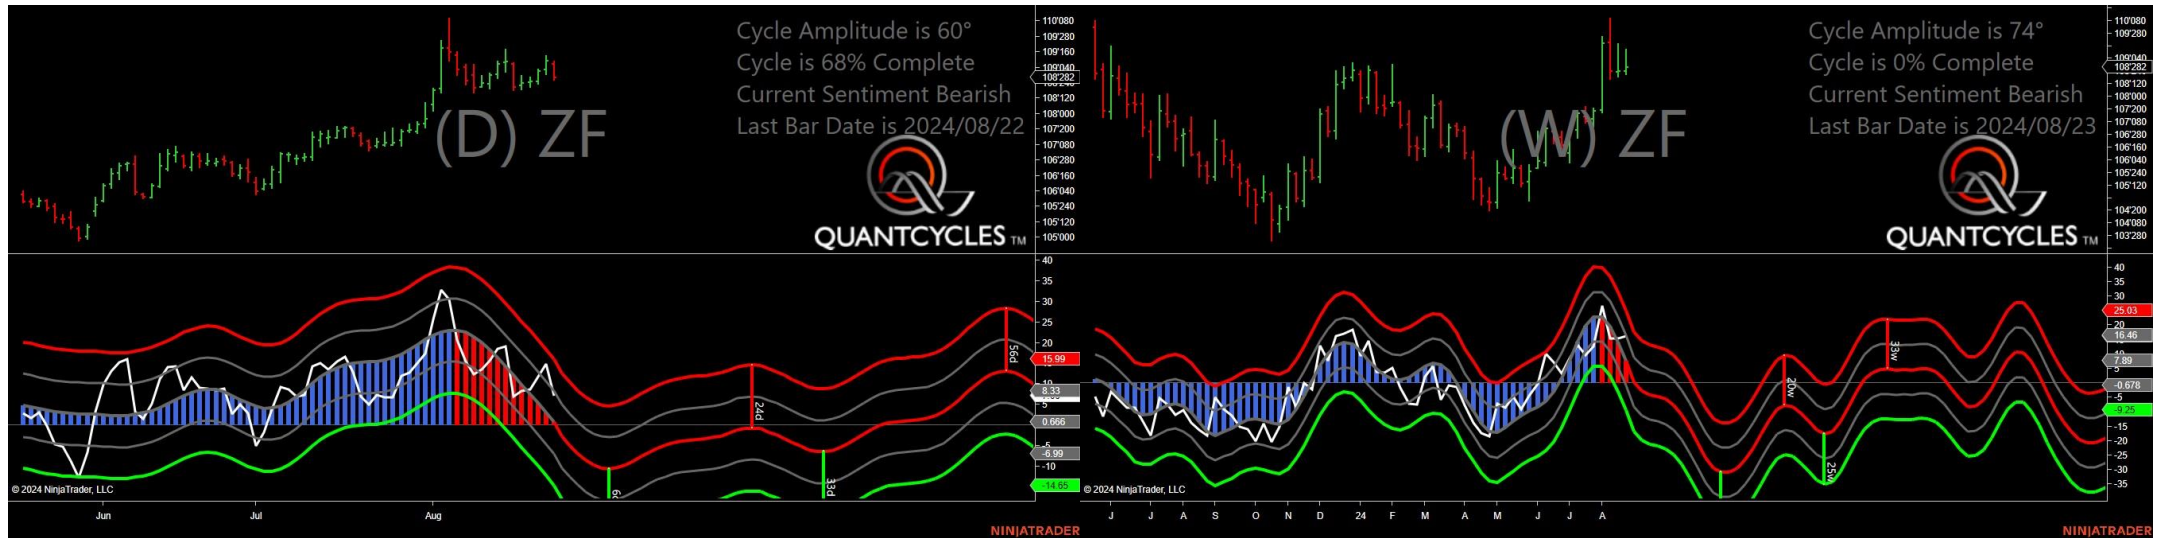 Cycle Amplitude is 60°
Cycle is 68% Complete
Current Sentiment Bearish
Last Bar Date is 2024/08/22
(D) ZF
QUANTCYCLES TM
110'080
109'280
109'160
109'040
108'282
108'120
108'000
107'200
107'080
106'280
106'160
106'040
105'240
105'120
105'000
40
35
30
25
20
15.99
10
8.33
5
0.666
-5
-6.99
-10
-14.65
6d
24d
33d
56d
© 2024 NinjaTrader, LLC
Jun
Jul
Aug
NINJATRADER
Cycle Amplitude is 74°
Cycle is 0% Complete
Current Sentiment Bearish
Last Bar Date is 2024/08/23
(W) ZF
QUANTCYCLES TM
110'080
109'280
109'160
109'040
108'282
108'120
108'000
107'200
107'080
106'280
106'160
106'040
105'240
105'120
104'200
104'080
103'280
40
35
30
25.03
20
16.46
10
7.89
5
-0.678
-5
-9.25
-15
-20
-25
-30
-35
20w
25w
33w
© 2024 NinjaTrader, LLC
J
J
A
S
O
N
D
24
F
M
A
M
J
J
A
NINJATRADER